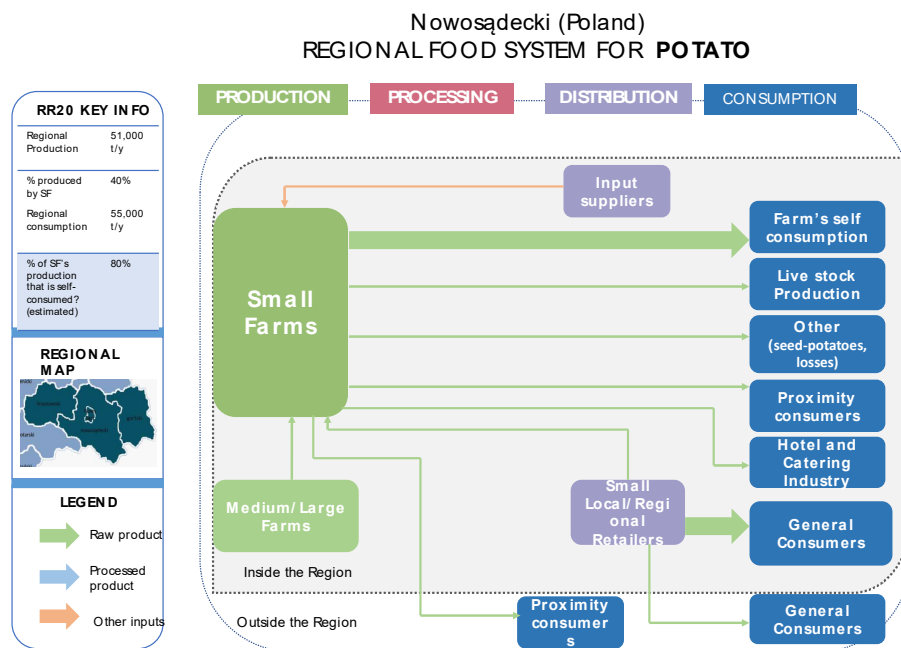 Nowosądecki (Poland)
REGIONAL FOOD SYSTEM FOR POTATO
PRODUCTION
PROCESSING
DISTRIBUTION
CONSUMPTION
RR20 KEY INFO
Regional 51,000
Production t/y
% produced 40%
by SF
Regional 55,000
consumption t/y
% of SF's 80%
production
that is self-
consumed?
(estimated)
REGIONAL
MAP
LEGEND
Raw product
Processed
product
Other inputs
Input
suppliers
Small
Farms
Medium/Large
Farms
Small
Local/Regi
onal
Retailers
Farm's self
consumption
Live stock
Production
Other
(seed-potatoes,
losses)
Proximity
consumers
Hotel and
Catering
Industry
General
Consumers
Inside the Region
Outside the Region
Proximity
consumer
s
General
Consumers